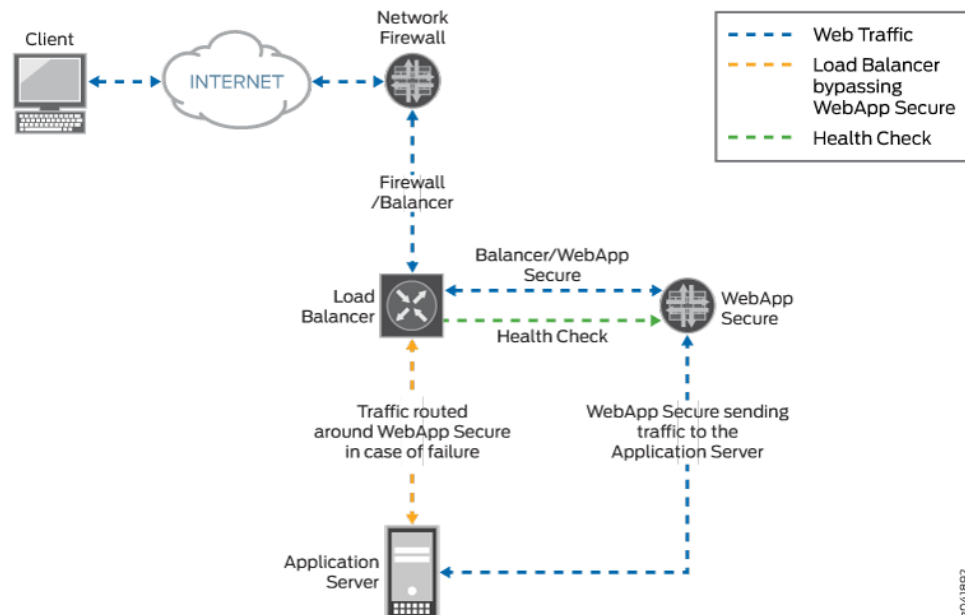 Client
INTERNET
Network
Firewall
Web Traffic
Load Balancer
bypassing
WebApp Secure
Health Check
Firewall
/Balancer
Balancer/WebApp
Secure
Load
Balancer
WebApp
Secure
Health Check
Traffic routed
around WebApp Secure
in case of failure
WebApp Secure sending
traffic to the
Application Server
Application
Server